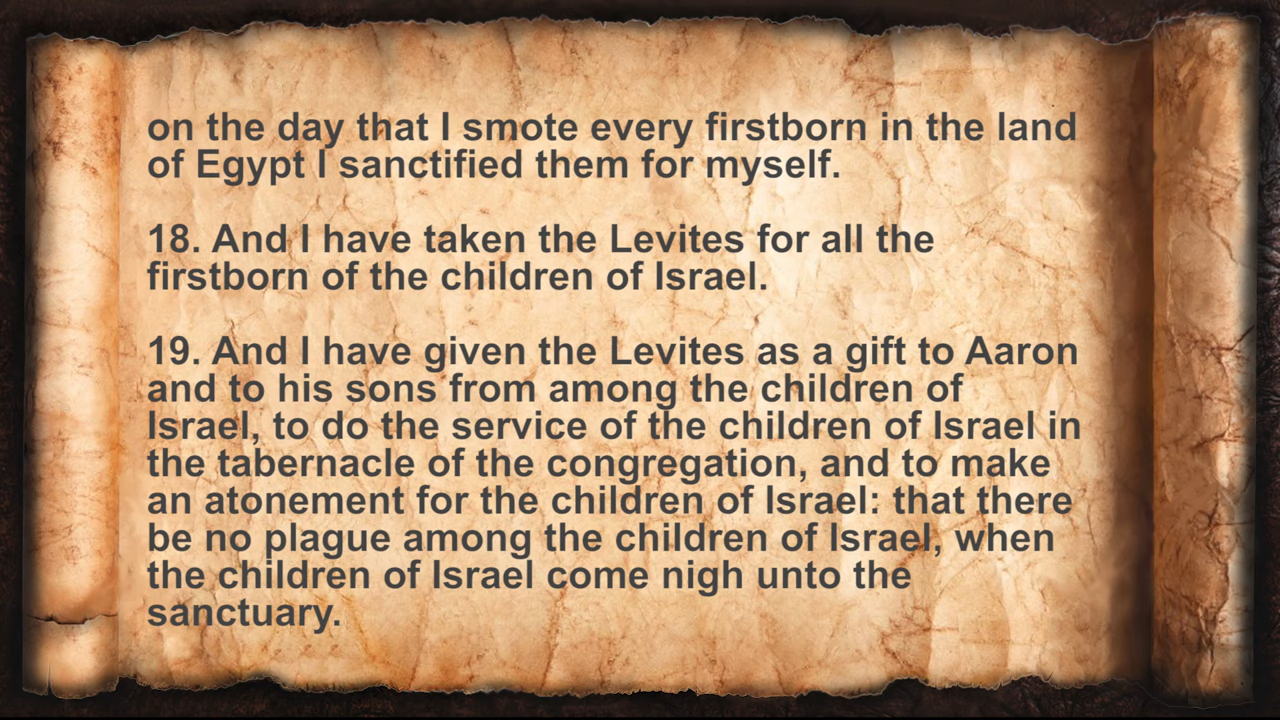 on the day that I smote every firstborn in the land
of Egypt I sanctified them for myself.
18. And I have taken the Levites for all the
firstborn of the children of Israel.
19. And I have given the Levites as a gift to Aaron
and to his sons from among the children of
Israel, to do the service of the children of Israel in
the tabernacle of the congregation, and to make
an atonement for the children of Israel: that there
be no plague among the children of Israel, when
the children of Israel come nigh unto the
sanctuary.